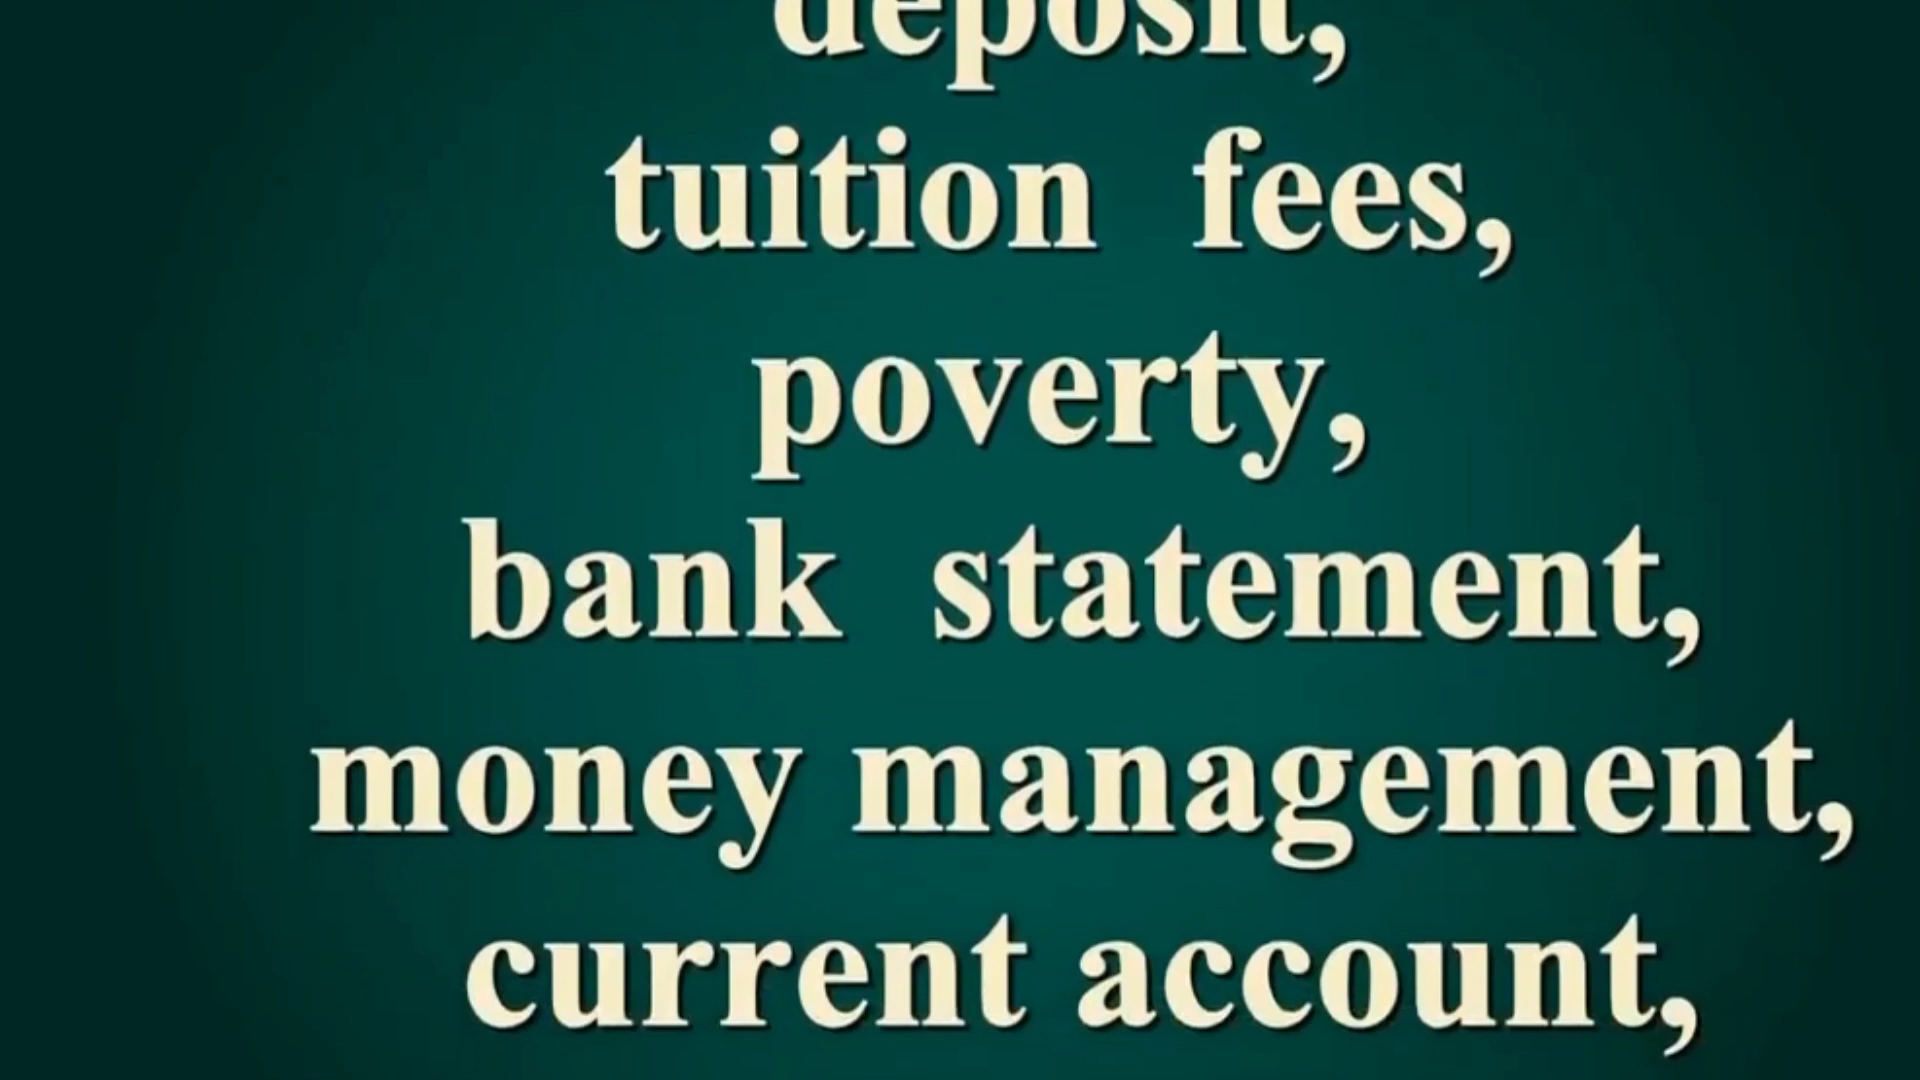 deposit,
tuition fees,
poverty,
bank statement,
money management,
current account,